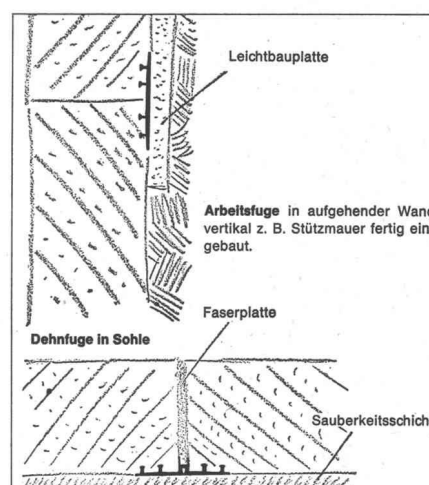 Leichtbauplatte
Arbeitsfuge in aufgehender Wand
vertikal z. B. Stützmauer fertig ein
gebaut.
Faserplatte
Dehnfuge in Sohle
Sauberkeitsschich